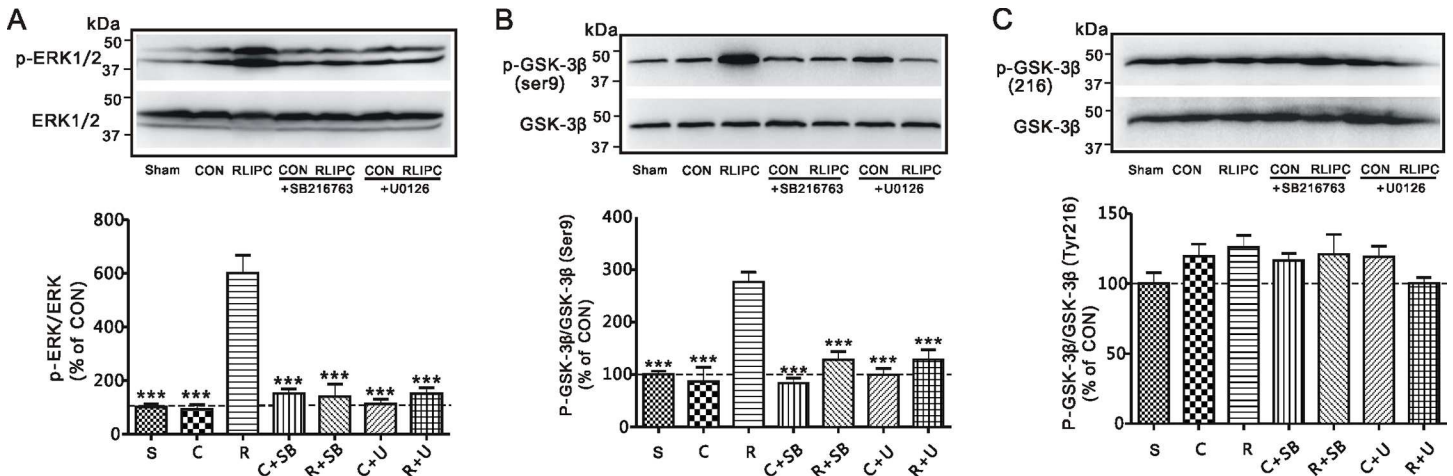 A
kDa
p-ERK1/2
50
37
ERK1/2
50
37
Sham CON RLIPC CON RLIPC CON RLIPC
+SB216763 +U0126
p-ERK/ERK
(% of CON)
800
600
400
200
0
*** *** *** *** *** ***
S C R C+SB R+SB C+U R+U
B
kDa
p-GSK-3β
(ser9)
50
37
GSK-3β
50
37
Sham CON RLIPC CON RLIPC CON RLIPC
+SB216763 +U0126
P-GSK-3β/GSK-3β (Ser9)
(% of CON)
400
300
200
100
0
*** *** *** *** *** ***
S C R C+SB R+SB C+U R+U
C
kDa
p-GSK-3β
(216)
50
37
GSK-3β
50
37
Sham CON RLIPC CON RLIPC CON RLIPC
+SB216763 +U0126
P-GSK-3β/GSK-3β (Tyr216)
(% of CON)
150
100
50
0
S C R C+SB R+SB C+U R+U